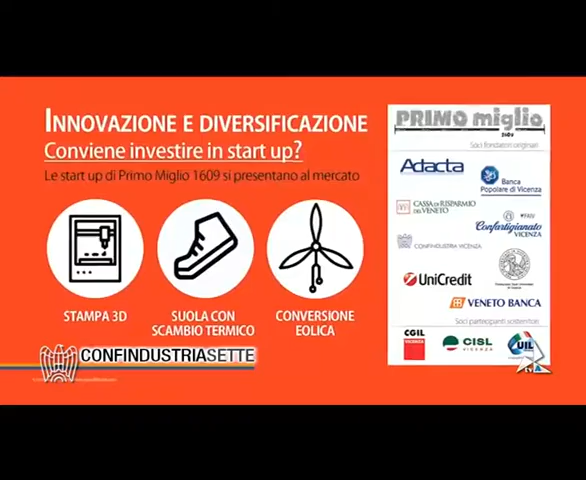 INNOVAZIONE E DIVERSIFICAZIONE
Conviene investire in start up?
Le start up di Primo Miglio 1609 si presentano al mercato
STAMPA 3D
SUOLA CON
SCAMBIO TERMICO
CONVERSIONE
EOLICA
CONFINDUSTRIASETTE
PRIMO miglio
1609
Soci fondatori originari
Adacta
Banca
Popolare di Vicenza
CASSA DI RISPARMIO
DEL VENETO
Confartigianato
VICENZA
CONFINDUSTRIA VICENZA
UniCredit
VENETO BANCA
Soci partecipanti sostenitori
CGIL
VICENZA
CISL
VICENZA
UIL